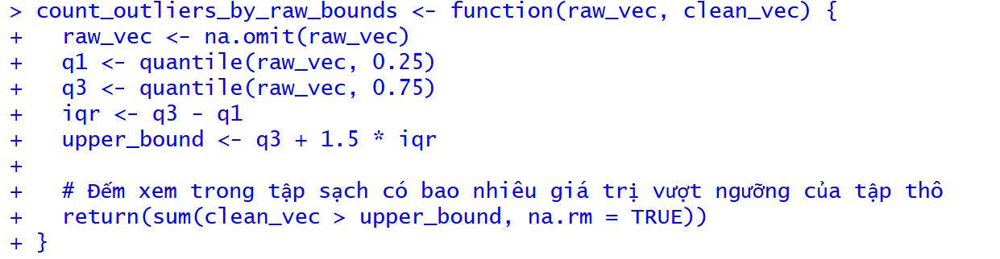 > count_outliers_by_raw_bounds <- function(raw_vec, clean_vec) {
+   raw_vec <- na.omit(raw_vec)
+   q1 <- quantile(raw_vec, 0.25)
+   q3 <- quantile(raw_vec, 0.75)
+   iqr <- q3 - q1
+   upper_bound <- q3 + 1.5 * iqr
+
+   # Đếm xem trong tập sạch có bao nhiêu giá trị vượt ngưỡng của tập thô
+   return(sum(clean_vec > upper_bound, na.rm = TRUE))
+ }